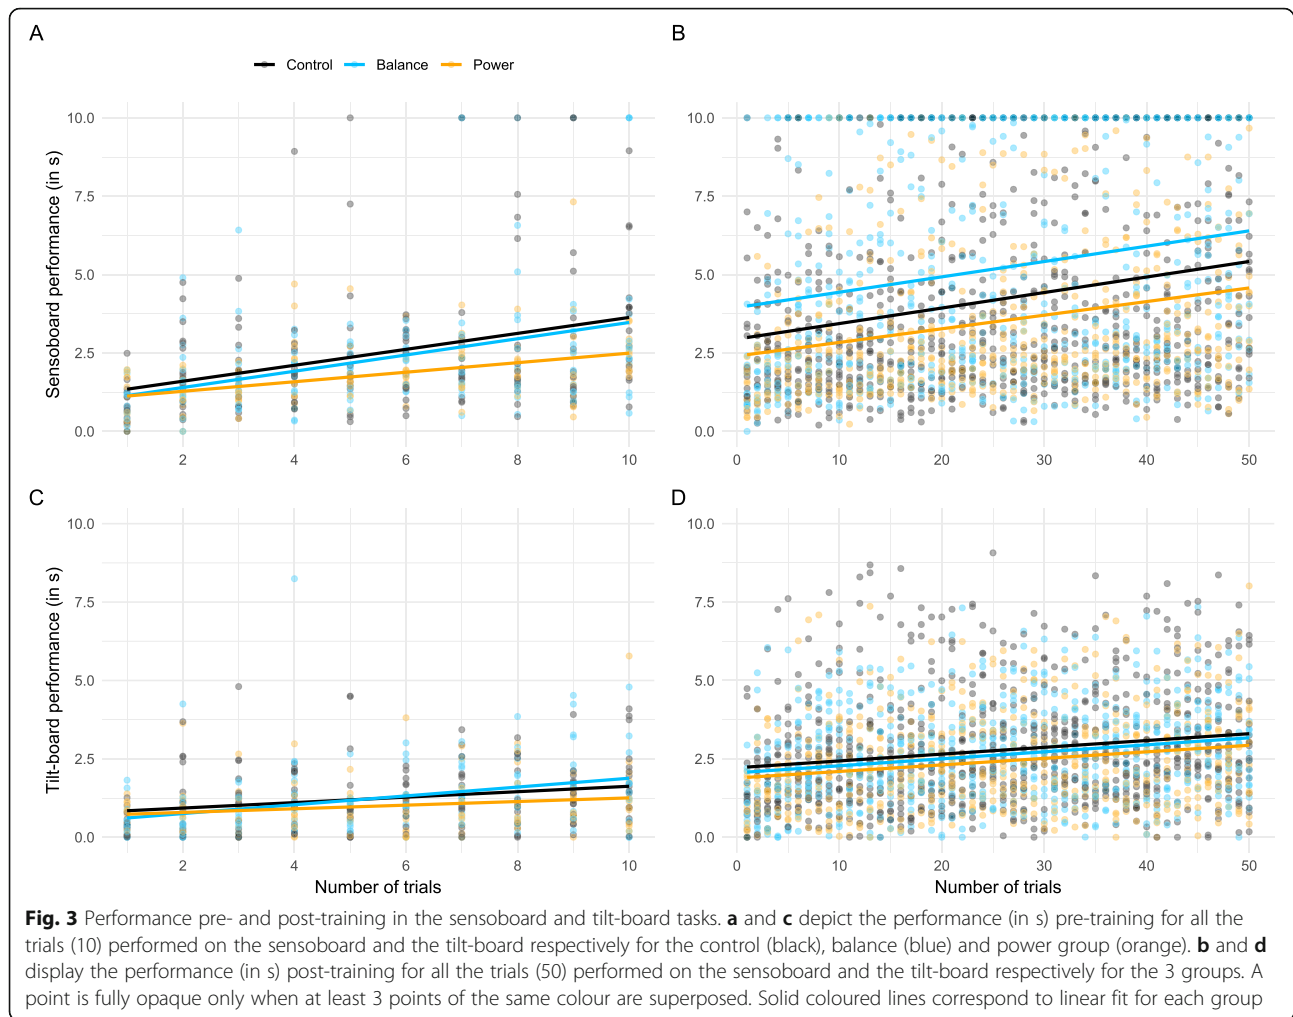 A
B
Control Balance Power
Sensoboard performance (in s)
10.0
7.5
5.0
2.5
0.0
2 4 6 8 10
10.0
7.5
5.0
2.5
0.0
0 10 20 30 40 50
C
D
Tilt-board performance (in s)
10.0
7.5
5.0
2.5
0.0
2 4 6 8 10
Number of trials
10.0
7.5
5.0
2.5
0.0
0 10 20 30 40 50
Number of trials
Fig. 3 Performance pre- and post-training in the sensoboard and tilt-board tasks. a and c depict the performance (in s) pre-training for all the
trials (10) performed on the sensoboard and the tilt-board respectively for the control (black), balance (blue) and power group (orange). b and d
display the performance (in s) post-training for all the trials (50) performed on the sensoboard and the tilt-board respectively for the 3 groups. A
point is fully opaque only when at least 3 points of the same colour are superposed. Solid coloured lines correspond to linear fit for each group